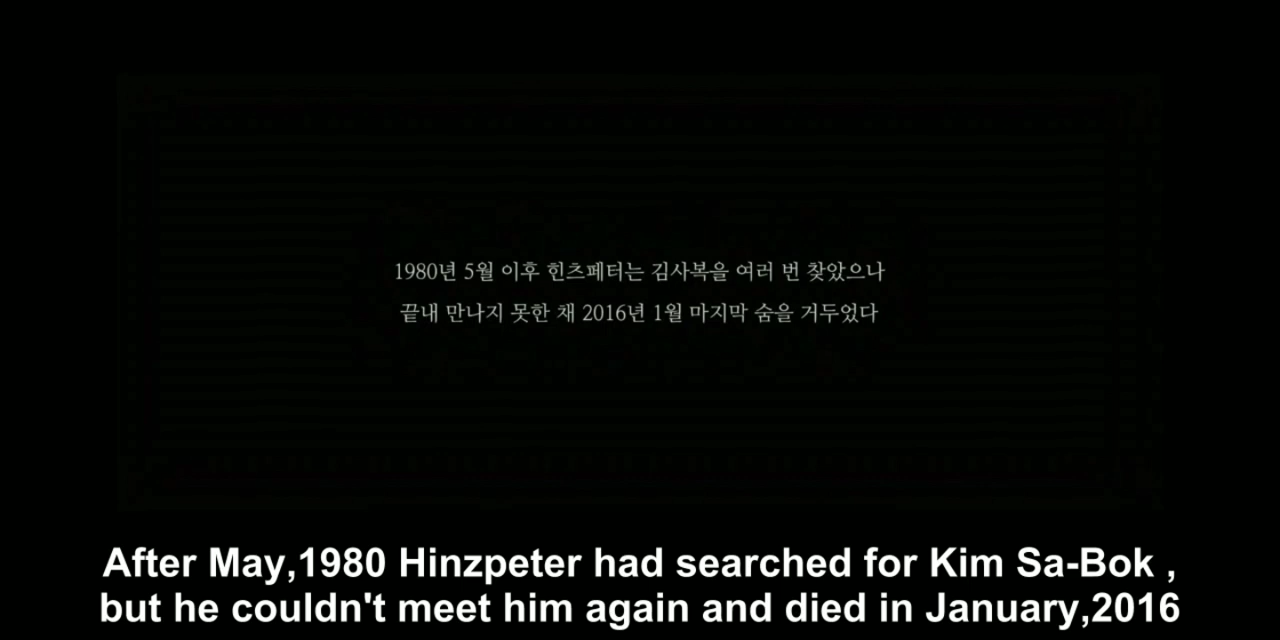 1980년 5월 이후 힌츠페터는 김사복을 여러 번 찾았으나
끝내 만나지 못한 채 2016년 1월 마지막 숨을 거두었다
After May,1980 Hinzpeter had searched for Kim Sa-Bok ,
but he couldn't meet him again and died in January,2016